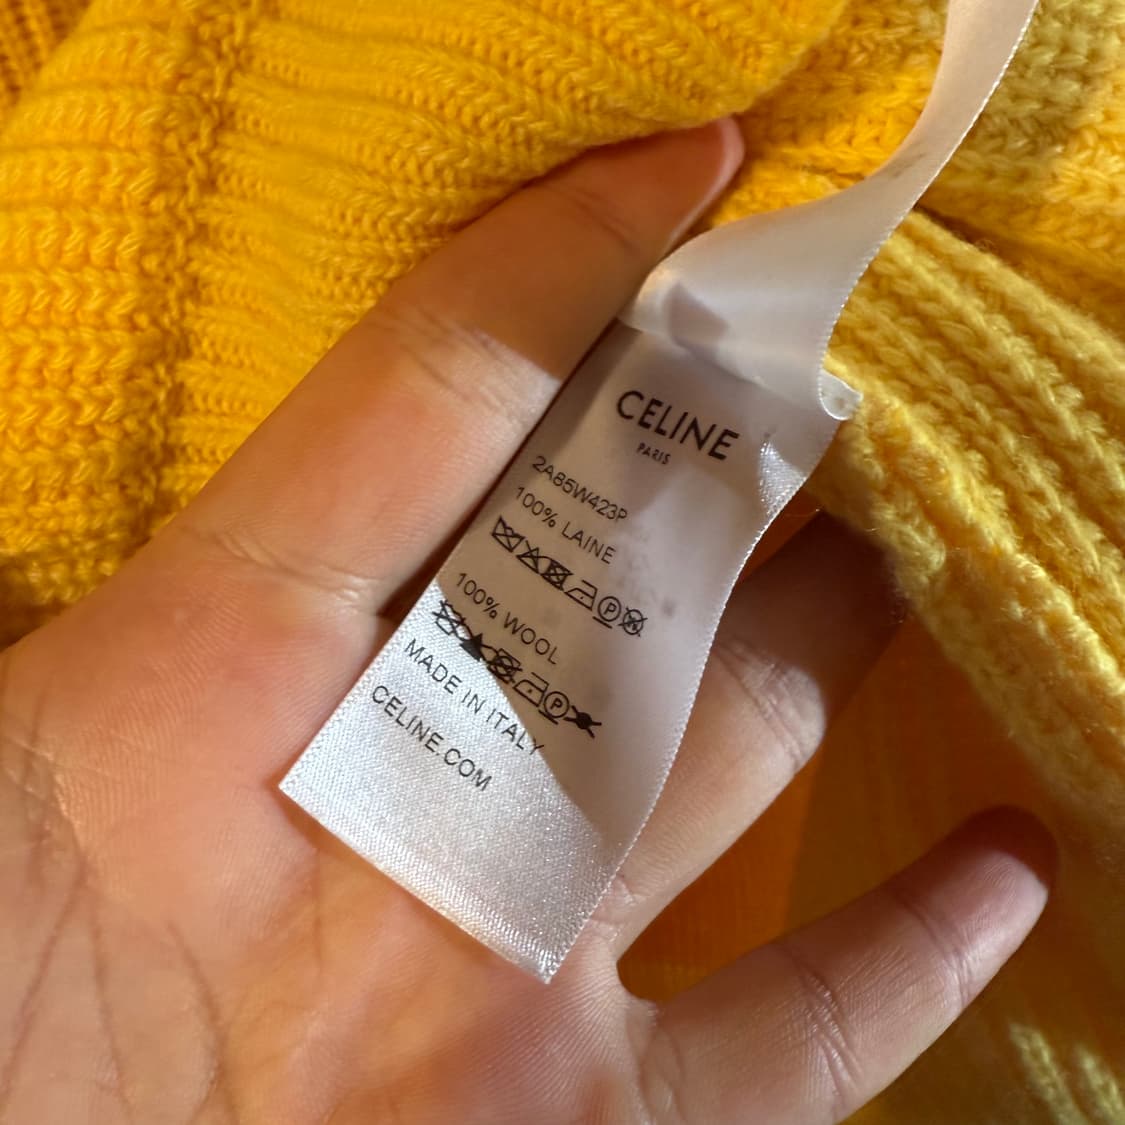 CELINE
PARIS
2A85W423P
100% LAINE
100% WOOL
MADE IN ITALY
CELINE.COM